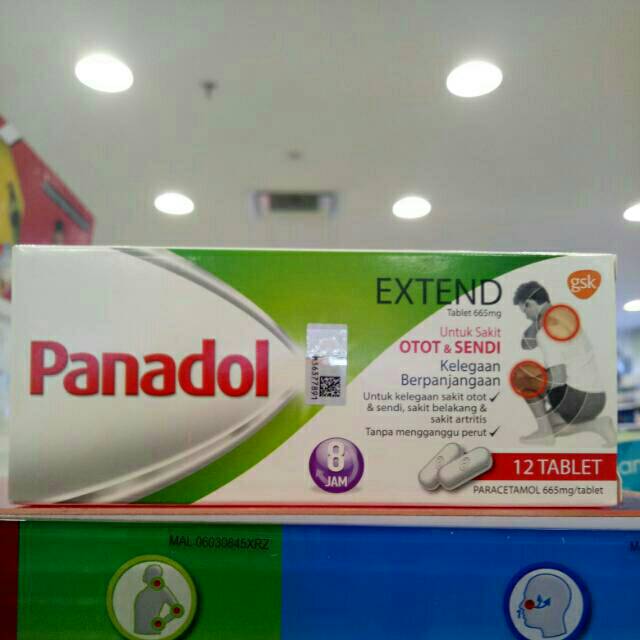 Panadol
EXTEND
Tablet 665mg
gsk
Untuk Sakit
OTOT & SENDI
Kelegaan
Berpanjangaan
Untuk kelegaan sakit otot ✓
& sendi, sakit belakang &
sakit artritis
Tanpa mengganggu perut ✓
8
JAM
12 TABLET
PARACETAMOL 665mg/tablet
MAL 06030845XRZ